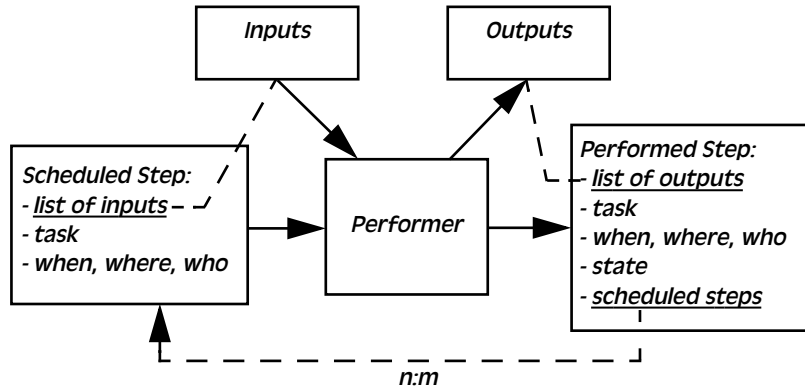 Inputs
Outputs
Scheduled Step:
- list of inputs
- task
- when, where, who
Performer
Performed Step:
- list of outputs
- task
- when, where, who
- state
- scheduled steps
n:m